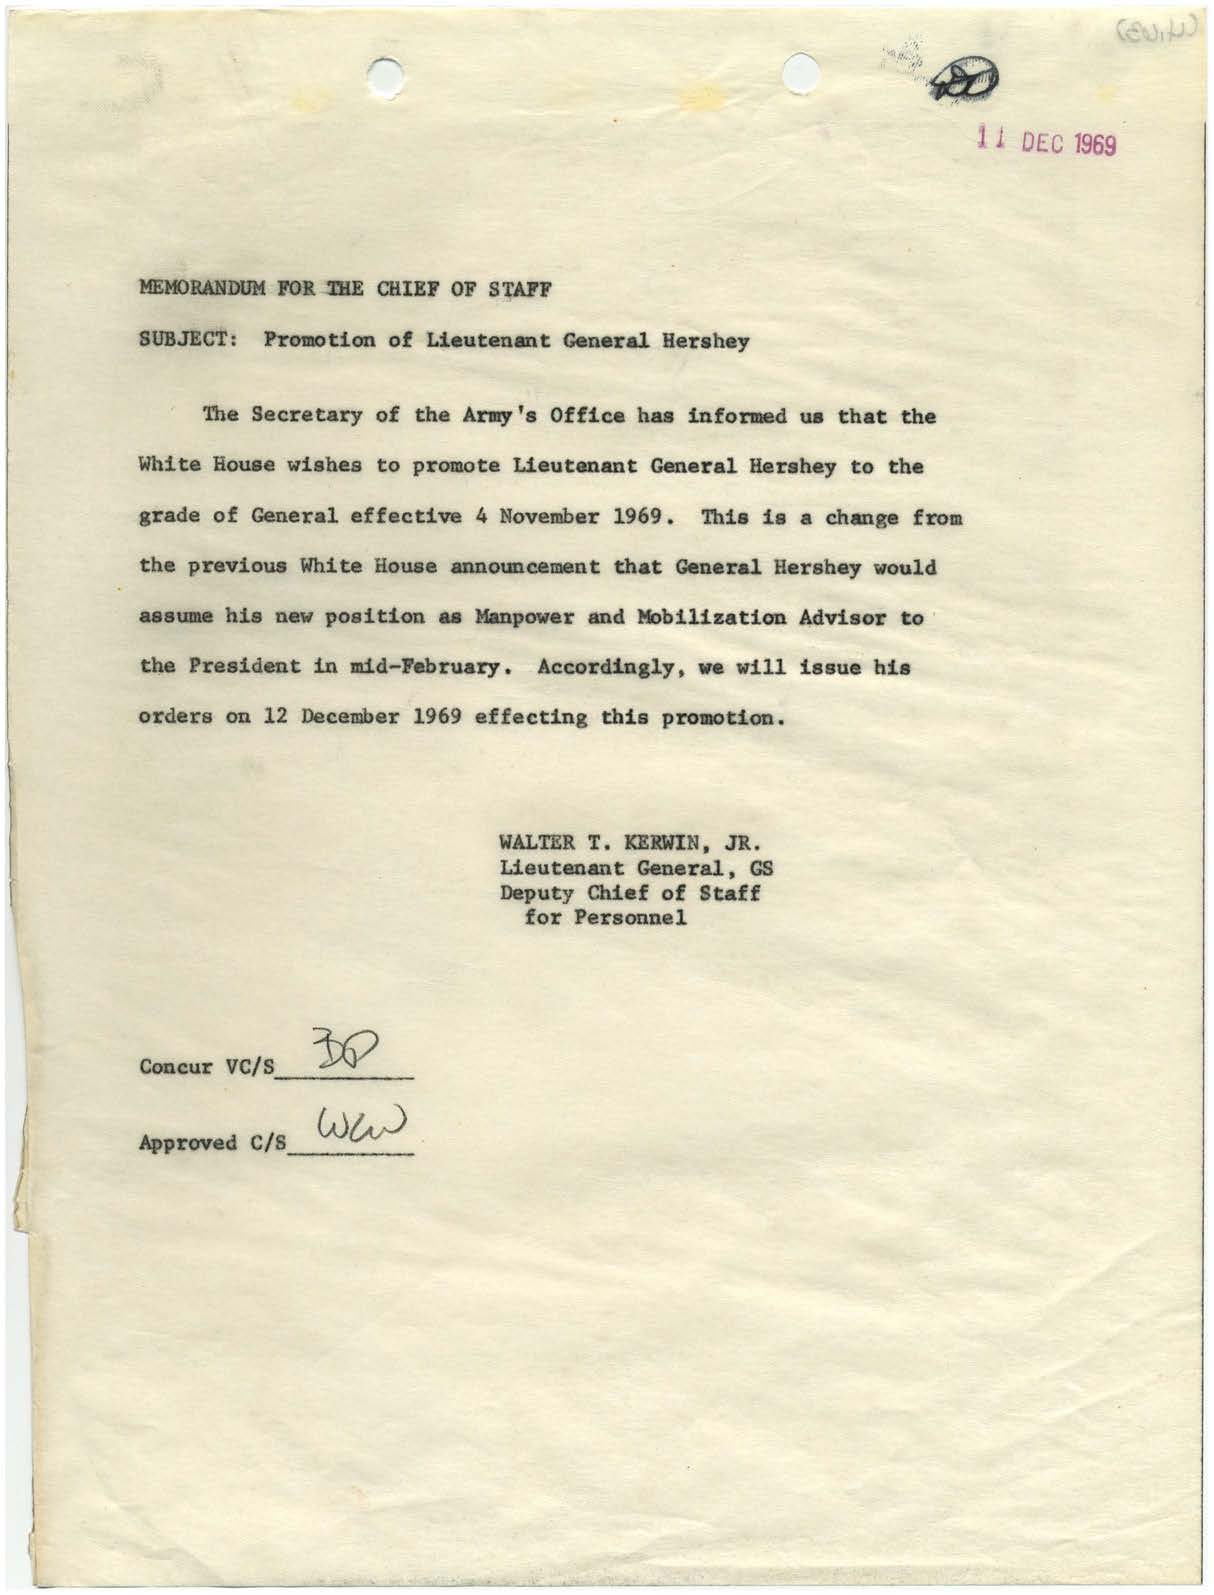 11 DEC 1969
MEMORANDUM FOR THE CHIEF OF STAFF
SUBJECT: Promotion of Lieutenant General Hershey
The Secretary of the Army's Office has informed us that the
White House wishes to promote Lieutenant General Hershey to the
grade of General effective 4 November 1969. This is a change from
the previous White House announcement that General Hershey would
assume his new position as Manpower and Mobilization Advisor to
the President in mid-February. Accordingly, we will issue his
orders on 12 December 1969 effecting this promotion.
WALTER T. KERWIN, JR.
Lieutenant General, GS
Deputy Chief of Staff
for Personnel
Concur VC/S BP
Approved C/S WCW